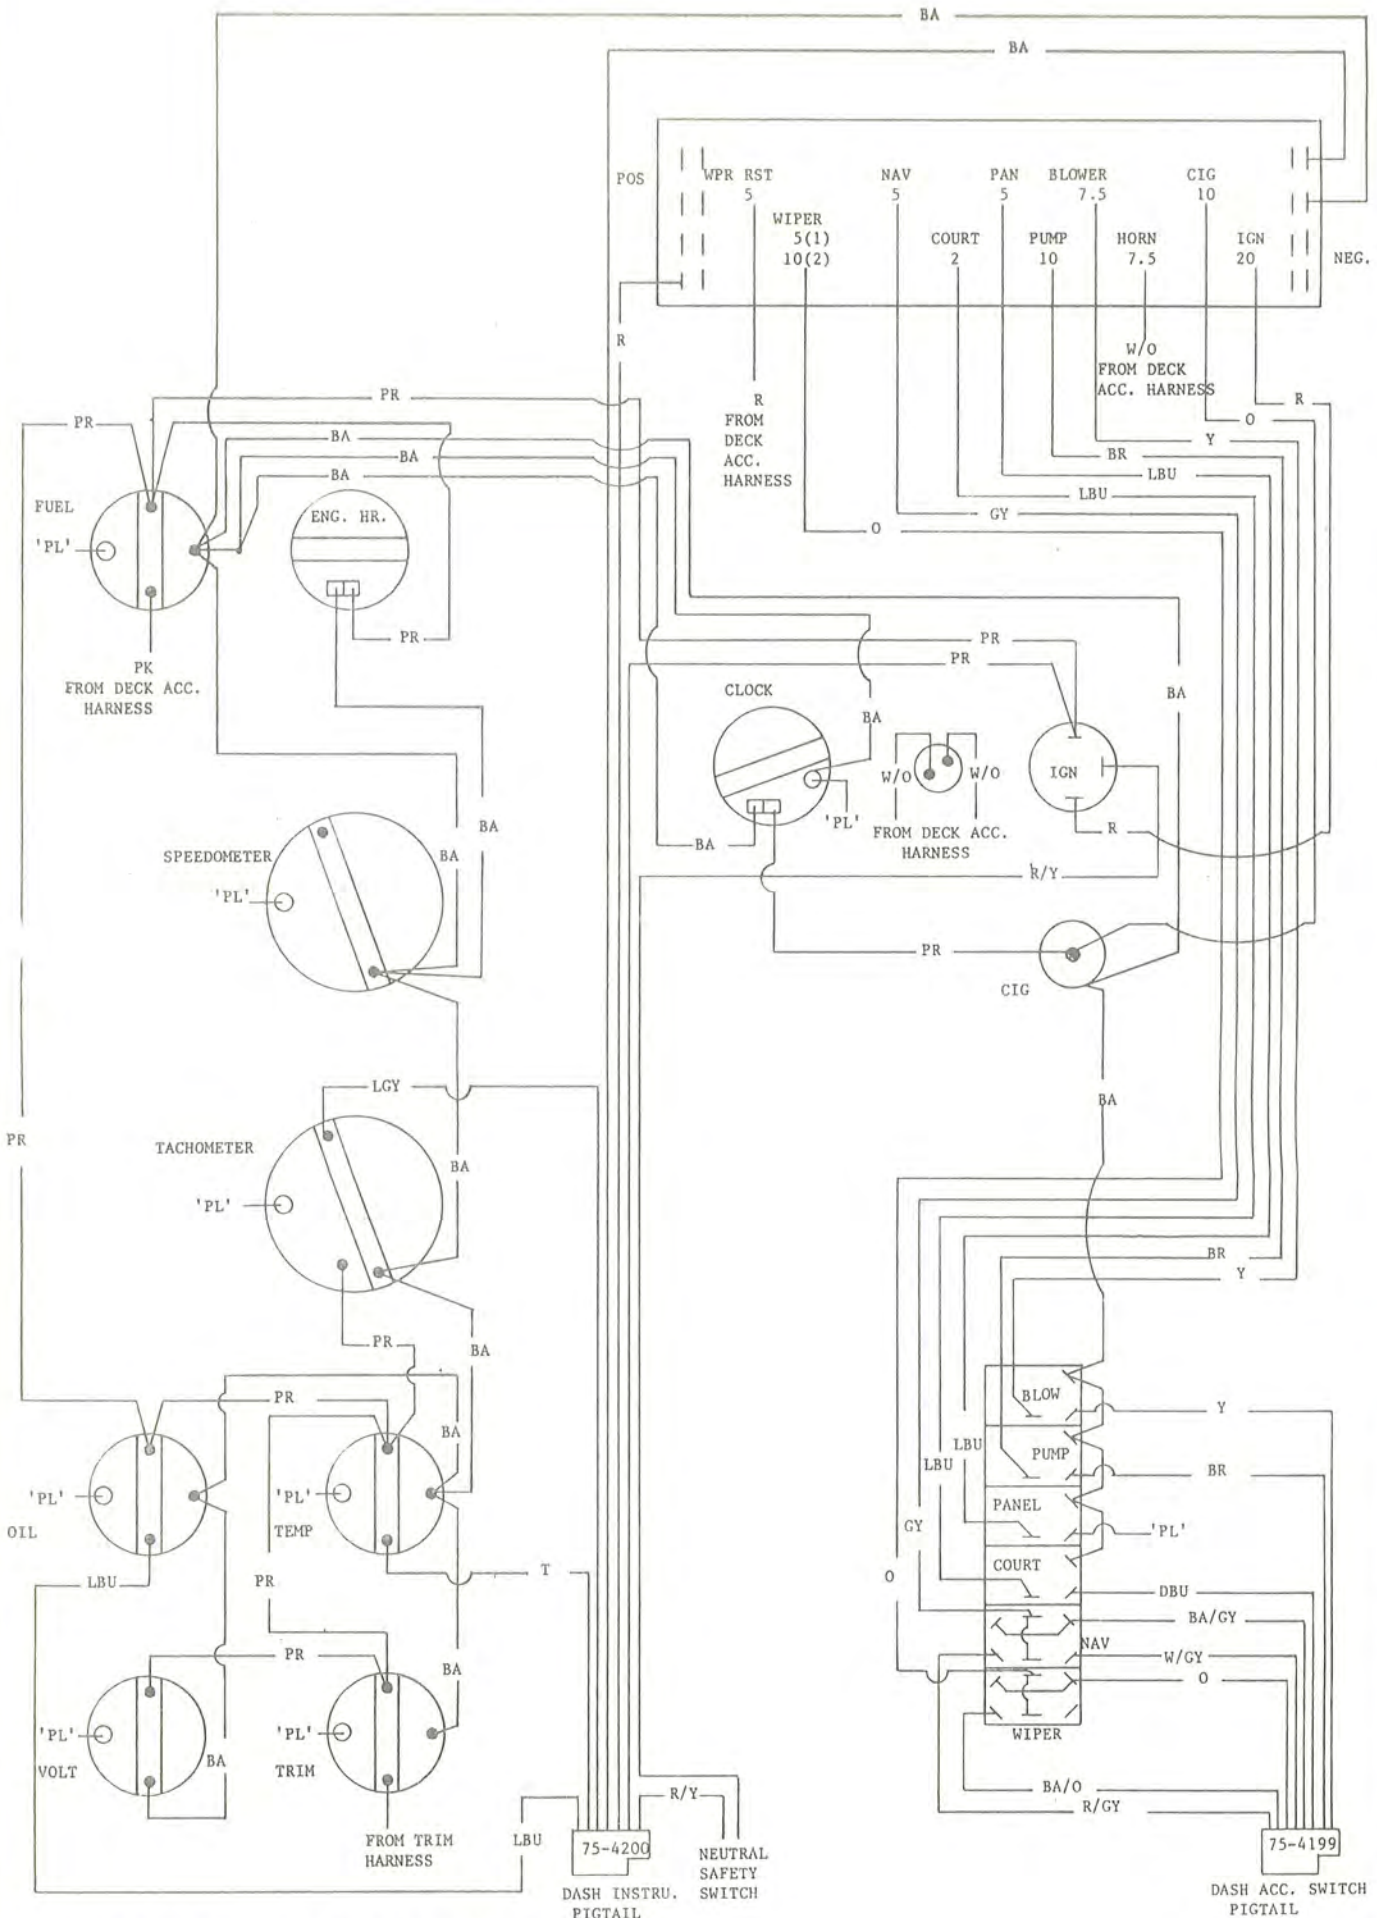 BA
BA
POS
WPR RST
5
NAV
5
PAN
5
BLOWER
7.5
CIG
10
WIPER
5(1)
10(2)
COURT
2
PUMP
10
HORN
7.5
IGN
20
NEG.
R
W/O
FROM DECK
ACC. HARNESS
R
FROM
DECK
ACC.
HARNESS
PR
PR
BA
BA
BA
R
O
Y
BR
LBU
LBU
GY
O
FUEL
'PL'
ENG. HR.
PR
PK
FROM DECK ACC.
HARNESS
PR
PR
BA
CLOCK
BA
W/O
W/O
IGN
'PL'
FROM DECK ACC.
HARNESS
R
BA
R/Y
BA
BA
SPEEDOMETER
'PL'
PR
CIG
LGY
BA
PR
TACHOMETER
BA
'PL'
BR
Y
PR
BA
PR
BA
BLOW
Y
LBU
LBU
PUMP
BR
'PL'
OIL
'PL'
TEMP
PANEL
'PL'
GY
COURT
O
LBU
PR
T
DBU
BA/GY
NAV
W/GY
O
PR
BA
'PL'
VOLT
BA
'PL'
TRIM
WIPER
BA/O
R/GY
R/Y
FROM TRIM
HARNESS
LBU
75-4200
NEUTRAL
SAFETY
SWITCH
DASH INSTRU.
PIGTAIL
75-4199
DASH ACC. SWITCH
PIGTAIL